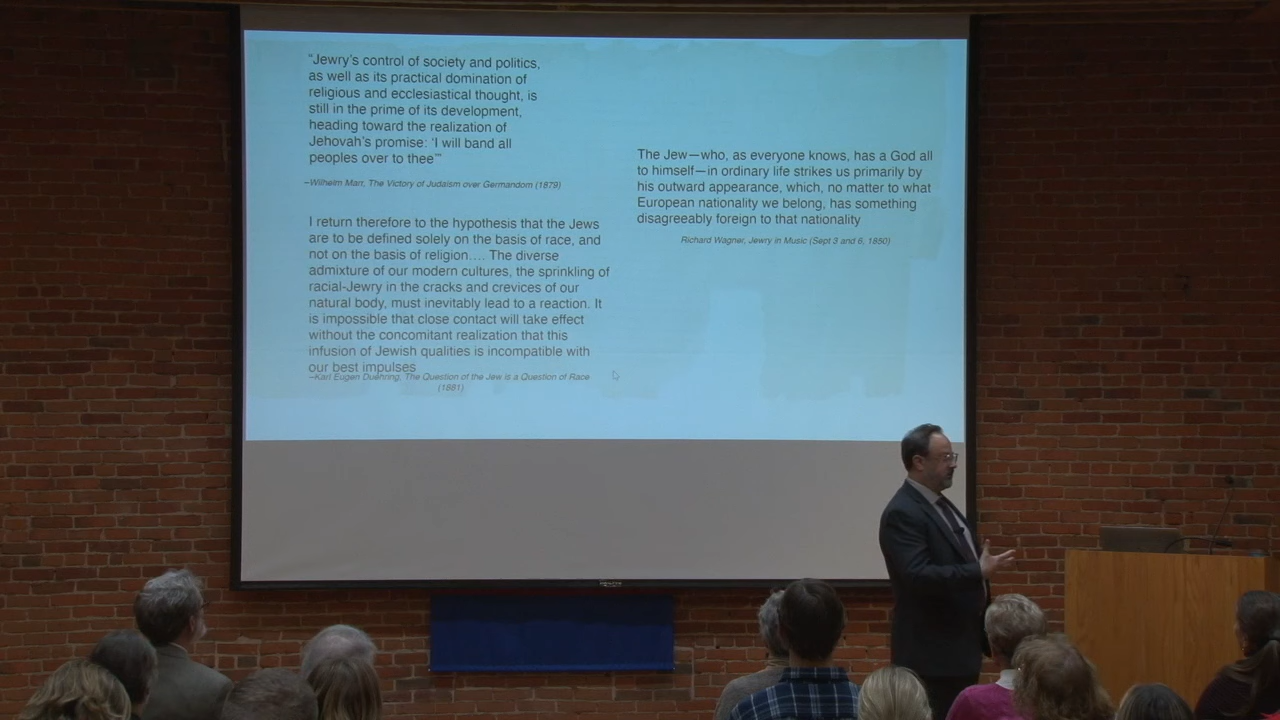 “Jewry’s control of society and politics,
as well as its practical domination of
religious and ecclesiastical thought, is
still in the prime of its development,
heading toward the realization of
Jehovah’s promise: ‘I will band all
peoples over to thee’”
–Wilhelm Marr, The Victory of Judaism over Germandom (1879)
I return therefore to the hypothesis that the Jews
are to be defined solely on the basis of race, and
not on the basis of religion…. The diverse
admixture of our modern cultures, the sprinkling of
racial-Jewry in the cracks and crevices of our
natural body, must inevitably lead to a reaction. It
is impossible that close contact will take effect
without the concomitant realization that this
infusion of Jewish qualities is incompatible with
our best impulses
–Karl Eugen Duehring, The Question of the Jew is a Question of Race
(1881)
The Jew—who, as everyone knows, has a God all
to himself—in ordinary life strikes us primarily by
his outward appearance, which, no matter to what
European nationality we belong, has something
disagreeably foreign to that nationality
Richard Wagner, Jewry in Music (Sept 3 and 6, 1850)